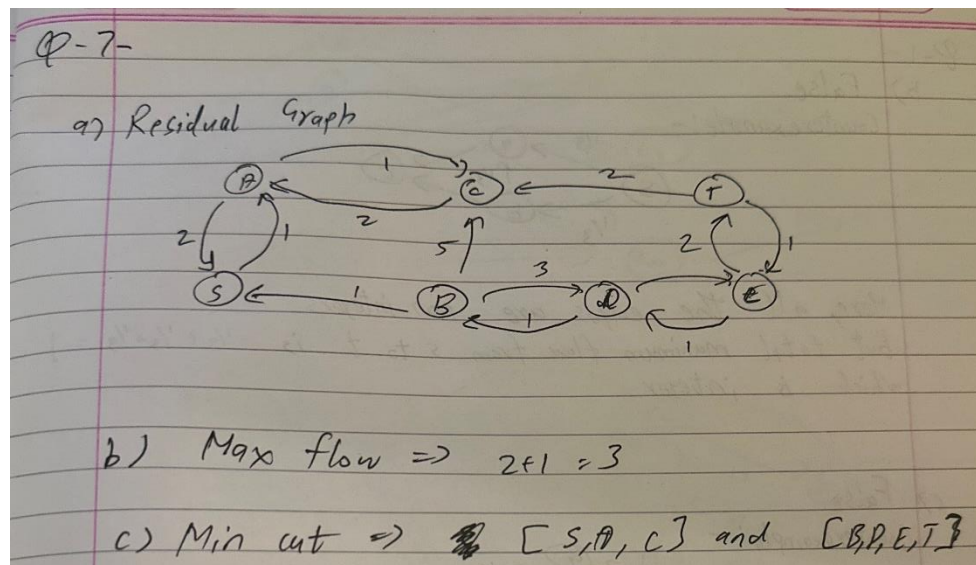 Q-7-
a) Residual Graph
A 1 C 2 T
2 1 2 5 3 2 1
S 1 B 1 D E
1
b) Max flow => 2+1 = 3
c) Min cut => [S, A, C] and [B,D,E,T]